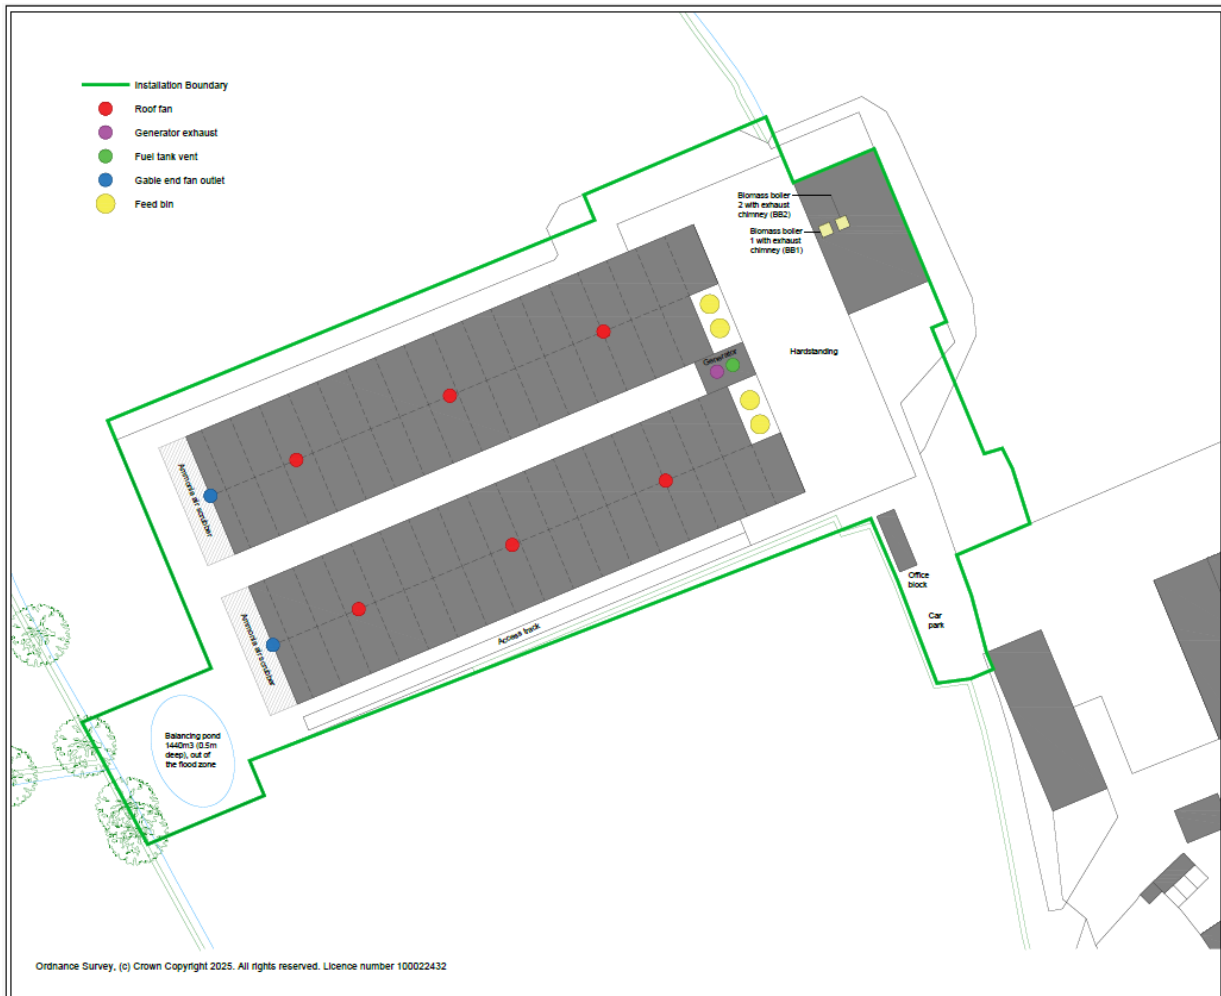 Installation Boundary
Roof fan
Generator exhaust
Fuel tank vent
Gable end fan outlet
Feed bin
Biomass boiler
2 with exhaust
chimney (BB2)
Biomass boiler
1 with exhaust
chimney (BB1)
Hardstanding
Generator
Ammonia air scrubber
Ammonia air scrubber
Access track
Office
block
Car
park
Balancing pond
1440m3 (0.5m
deep), out of
the flood zone
Ordnance Survey, (c) Crown Copyright 2025. All rights reserved. Licence number 100022432